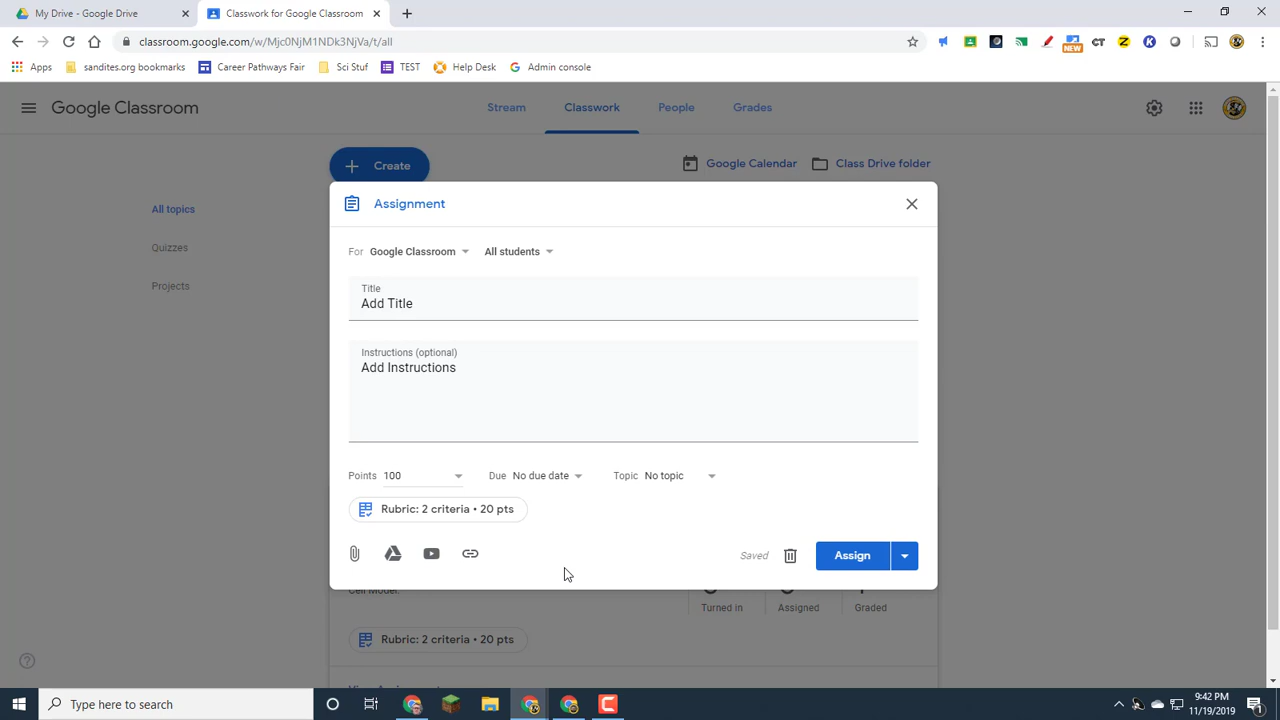 My Drive - Google Drive
Classwork for Google Classroom
classroom.google.com/w/Mjc0NjM1NDk3NjVa/t/all
NEW
CT
Apps
sandites.org bookmarks
Career Pathways Fair
Sci Stuff
TEST
Help Desk
Admin console
Google Classroom
Stream
Classwork
People
Grades
Create
Google Calendar
Class Drive folder
All topics
Quizzes
Projects
Assignment
For Google Classroom
All students
Title
Add Title
Instructions (optional)
Add Instructions
Points 100
Due No due date
Topic No topic
Rubric: 2 criteria • 20 pts
Saved
Assign
Turned in
Assigned
Graded
Rubric: 2 criteria • 20 pts
Type here to search
9:42 PM
11/19/2019